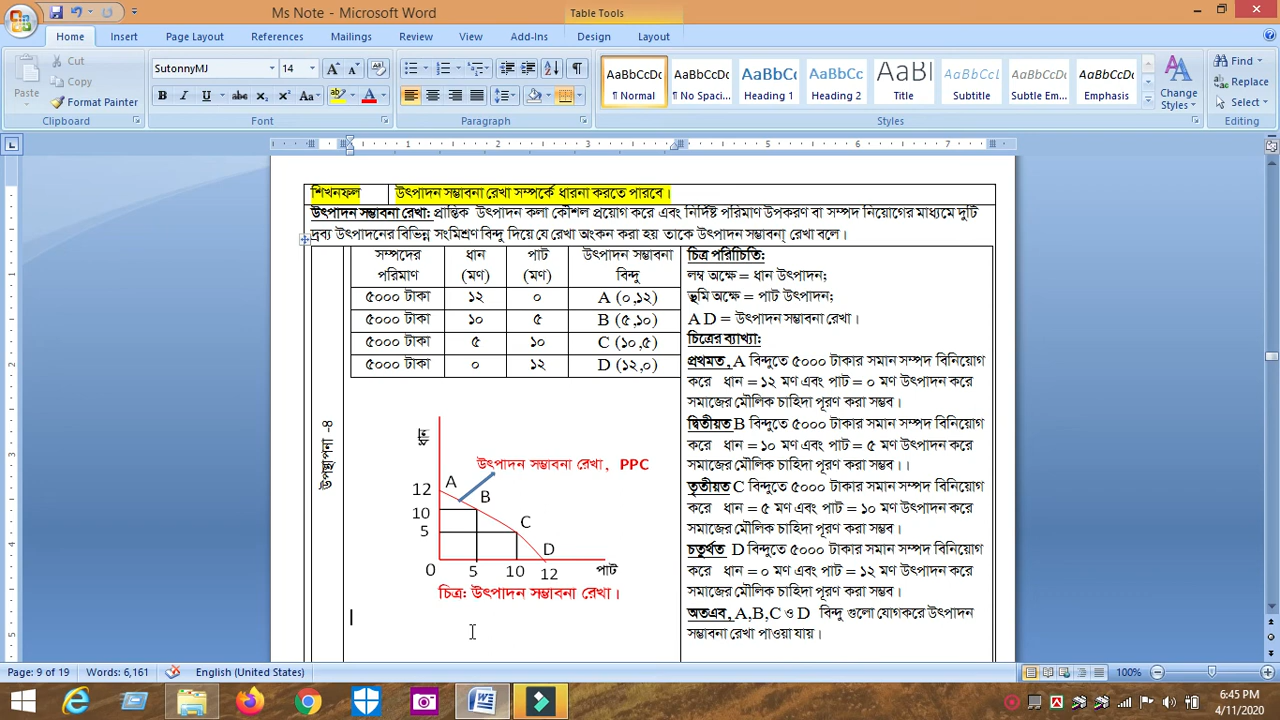 Ms Note - Microsoft Word
Table Tools
Home Insert Page Layout References Mailings Review View Add-Ins Design Layout
Paste
Cut
Copy
Format Painter
Clipboard
SutonnyMJ 14
Font
Paragraph
AaBbCcDc AaBbCcDc AaBbC AaBbCc AaBl AaBbCcL AaBbCcDc AaBbCcDc
¶ Normal ¶ No Spaci... Heading 1 Heading 2 Title Subtitle Subtle Em... Emphasis
Change Styles
Styles
Find
Replace
Select
Editing
1 2 3 4 5 6 7
শিখনফল উৎপাদন সম্ভাবনা রেখা সম্পর্কে ধারনা করতে পারবে।
উৎপাদন সম্ভাবনা রেখা: প্রান্তিক উৎপাদন কলা কৌশল প্রয়োগ করে এবং নির্দিষ্ট পরিমাণ উপকরণ বা সম্পদ নিয়োগের মাধ্যমে দুটি
দ্রব্য উৎপাদনের বিভিন্ন সংমিশ্রণ বিন্দু দিয়ে যে রেখা অংকন করা হয় তাকে উৎপাদন সম্ভাবনা্ রেখা বলে।
উপস্থাপনা -৪
সম্পদের পরিমাণ ধান (মণ) পাট (মণ) উৎপাদন সম্ভাবনা বিন্দু
৫০০০ টাকা ১২ ০ A (০,১২)
৫০০০ টাকা ১০ ৫ B (৫,১০)
৫০০০ টাকা ৫ ১০ C (১০,৫)
৫০০০ টাকা ০ ১২ D (১২,০)
ধান
উৎপাদন সম্ভাবনা রেখা, PPC
A
12
B
10
C
5
D
0 5 10 12 পাট
চিত্র: উৎপাদন সম্ভাবনা রেখা।
চিত্র পরিচিতি:
লম্ব অক্ষে = ধান উৎপাদন;
ভূমি অক্ষে = পাট উৎপাদন;
A D = উৎপাদন সম্ভাবনা রেখা।
চিত্রের ব্যাখ্যা:
প্রথমত, A বিন্দুতে ৫০০০ টাকার সমান সম্পদ বিনিয়োগ
করে ধান = ১২ মণ এবং পাট = ০ মণ উৎপাদন করে
সমাজের মৌলিক চাহিদা পূরণ করা সম্ভব।
দ্বিতীয়ত B বিন্দুতে ৫০০০ টাকার সমান সম্পদ বিনিয়োগ
করে ধান = ১০ মণ এবং পাট = ৫ মণ উৎপাদন করে
সমাজের মৌলিক চাহিদা পূরণ করা সম্ভব।।
তৃতীয়ত C বিন্দুতে ৫০০০ টাকার সমান সম্পদ বিনিয়োগ
করে ধান = ৫ মণ এবং পাট = ১০ মণ উৎপাদন করে
সমাজের মৌলিক চাহিদা পূরণ করা সম্ভব।
চতুর্থত D বিন্দুতে ৫০০০ টাকার সমান সম্পদ বিনিয়োগ
করে ধান = ০ মণ এবং পাট = ১২ মণ উৎপাদন করে
সমাজের মৌলিক চাহিদা পূরণ করা সম্ভব।
অতএব, A,B,C ও D বিন্দু গুলো যোগকরে উৎপাদন
সম্ভাবনা রেখা পাওয়া যায়।
Page: 9 of 19 Words: 6,161 English (United States) 100%
6:45 PM
4/11/2020